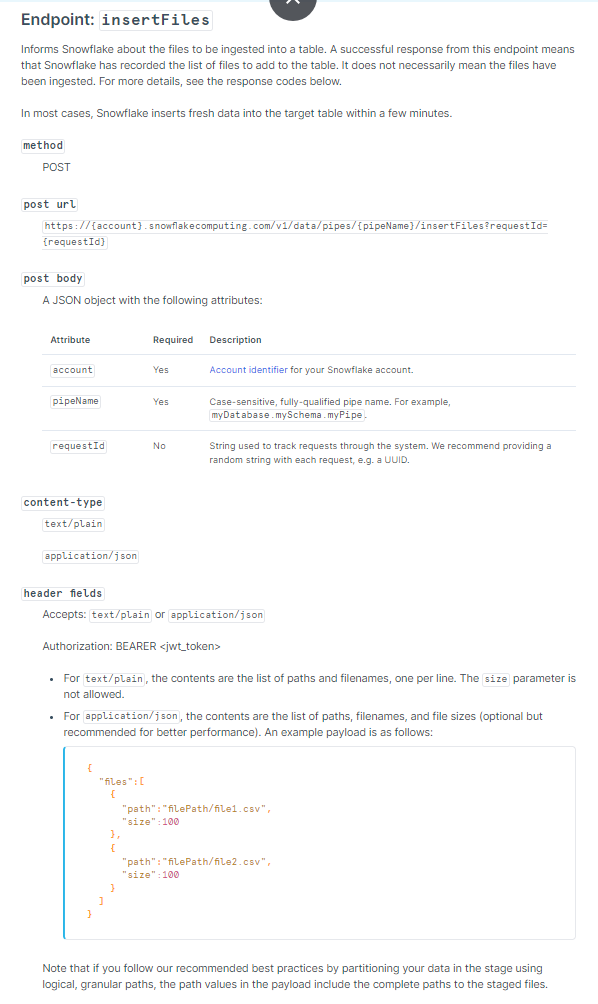 Endpoint: insertFiles
Informs Snowflake about the files to be ingested into a table. A successful response from this endpoint means
that Snowflake has recorded the list of files to add to the table. It does not necessarily mean the files have
been ingested. For more details, see the response codes below.
In most cases, Snowflake inserts fresh data into the target table within a few minutes.
method
POST
post url
https://{account}.snowflakecomputing.com/v1/data/pipes/{pipeName}/insertFiles?requestId=
{requestId}
post body
A JSON object with the following attributes:
Attribute Required Description
account Yes Account identifier for your Snowflake account.
pipeName Yes Case-sensitive, fully-qualified pipe name. For example,
myDatabase.mySchema.myPipe.
requestId No String used to track requests through the system. We recommend providing a
random string with each request, e.g. a UUID.
content-type
text/plain
application/json
header fields
Accepts: text/plain or application/json
Authorization: BEARER <jwt_token>
• For text/plain, the contents are the list of paths and filenames, one per line. The size parameter is
not allowed.
• For application/json, the contents are the list of paths, filenames, and file sizes (optional but
recommended for better performance). An example payload is as follows:
{
"files":[
{
"path":"filePath/file1.csv",
"size":100
},
{
"path":"filePath/file2.csv",
"size":100
}
]
}
Note that if you follow our recommended best practices by partitioning your data in the stage using
logical, granular paths, the path values in the payload include the complete paths to the staged files.